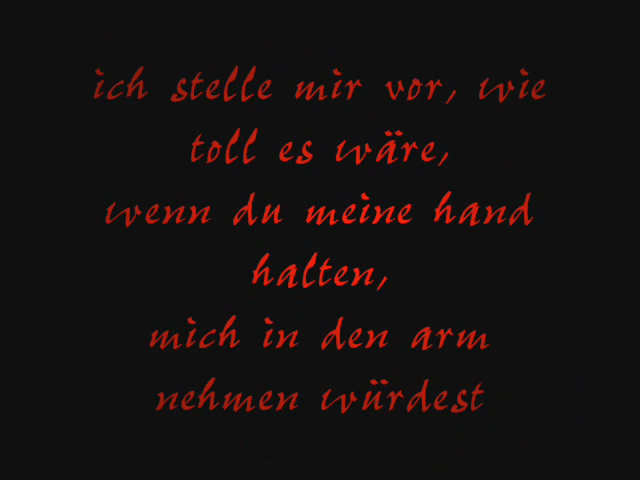 ich stelle mir vor, wie
toll es wäre,
wenn du meine hand
halten,
mich in den arm
nehmen würdest